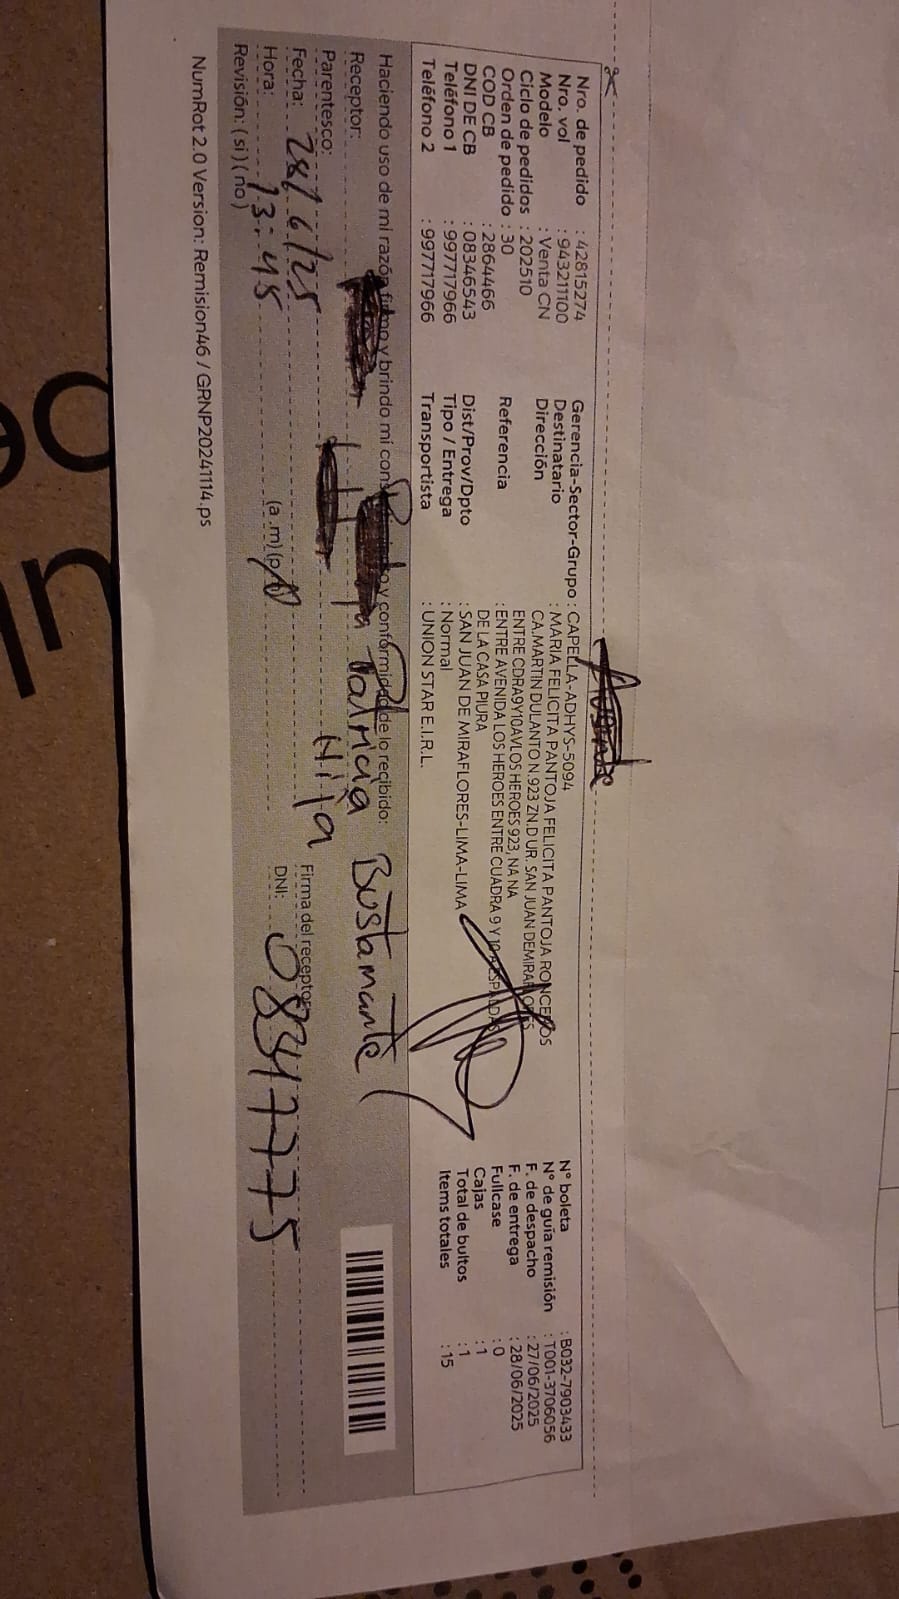 Nro. de pedido : 42815274
Nro. vol : 943211100
Modelo : Venta CN
Ciclo de pedidos : 202510
Orden de pedido : 30
COD CB : 2864466
DNI DE CB : 08346543
Teléfono 1 : 997717966
Teléfono 2 : 997717966
Gerencia-Sector-Grupo : CAPELLA-ADHYS-5094
Destinatario : MARIA FELICITA PANTOJA FELICITA PANTOJA RONCEROS
Dirección : CA.MARTIN DULANTO N.923 ZN.D UR. SAN JUAN DEMIRAFLORES
ENTRE CDRA9Y10AVLOS HEROES 923, NA NA
Referencia : ENTRE AVENIDA LOS HEROES ENTRE CUADRA 9 Y 10 A ESPALDAS
DE LA CASA PIURA
Dist/Prov/Dpto : SAN JUAN DE MIRAFLORES-LIMA-LIMA
Tipo / Entrega : Normal
Transportista : UNION STAR E.I.R.L.
N° boleta : B032-7903433
N° de guía remisión : T001-3706056
F. de despacho : 27/06/2025
F. de entrega : 28/06/2025
Fullcase : 0
Cajas : 1
Total de bultos : 1
Items totales : 15
Haciendo uso de mi razón firmo y brindo mi consentimiento y conformidad de lo recibido:
Receptor: Patricia Bustamante
Parentesco: Hija
Fecha: 28/6/25
Firma del receptor
Hora: 13:45 (a.m) (p
DNI: 08347775
Revisión: (si) (no)
NumRot 2.0 Version: Remision46 / GRNP20241114.ps